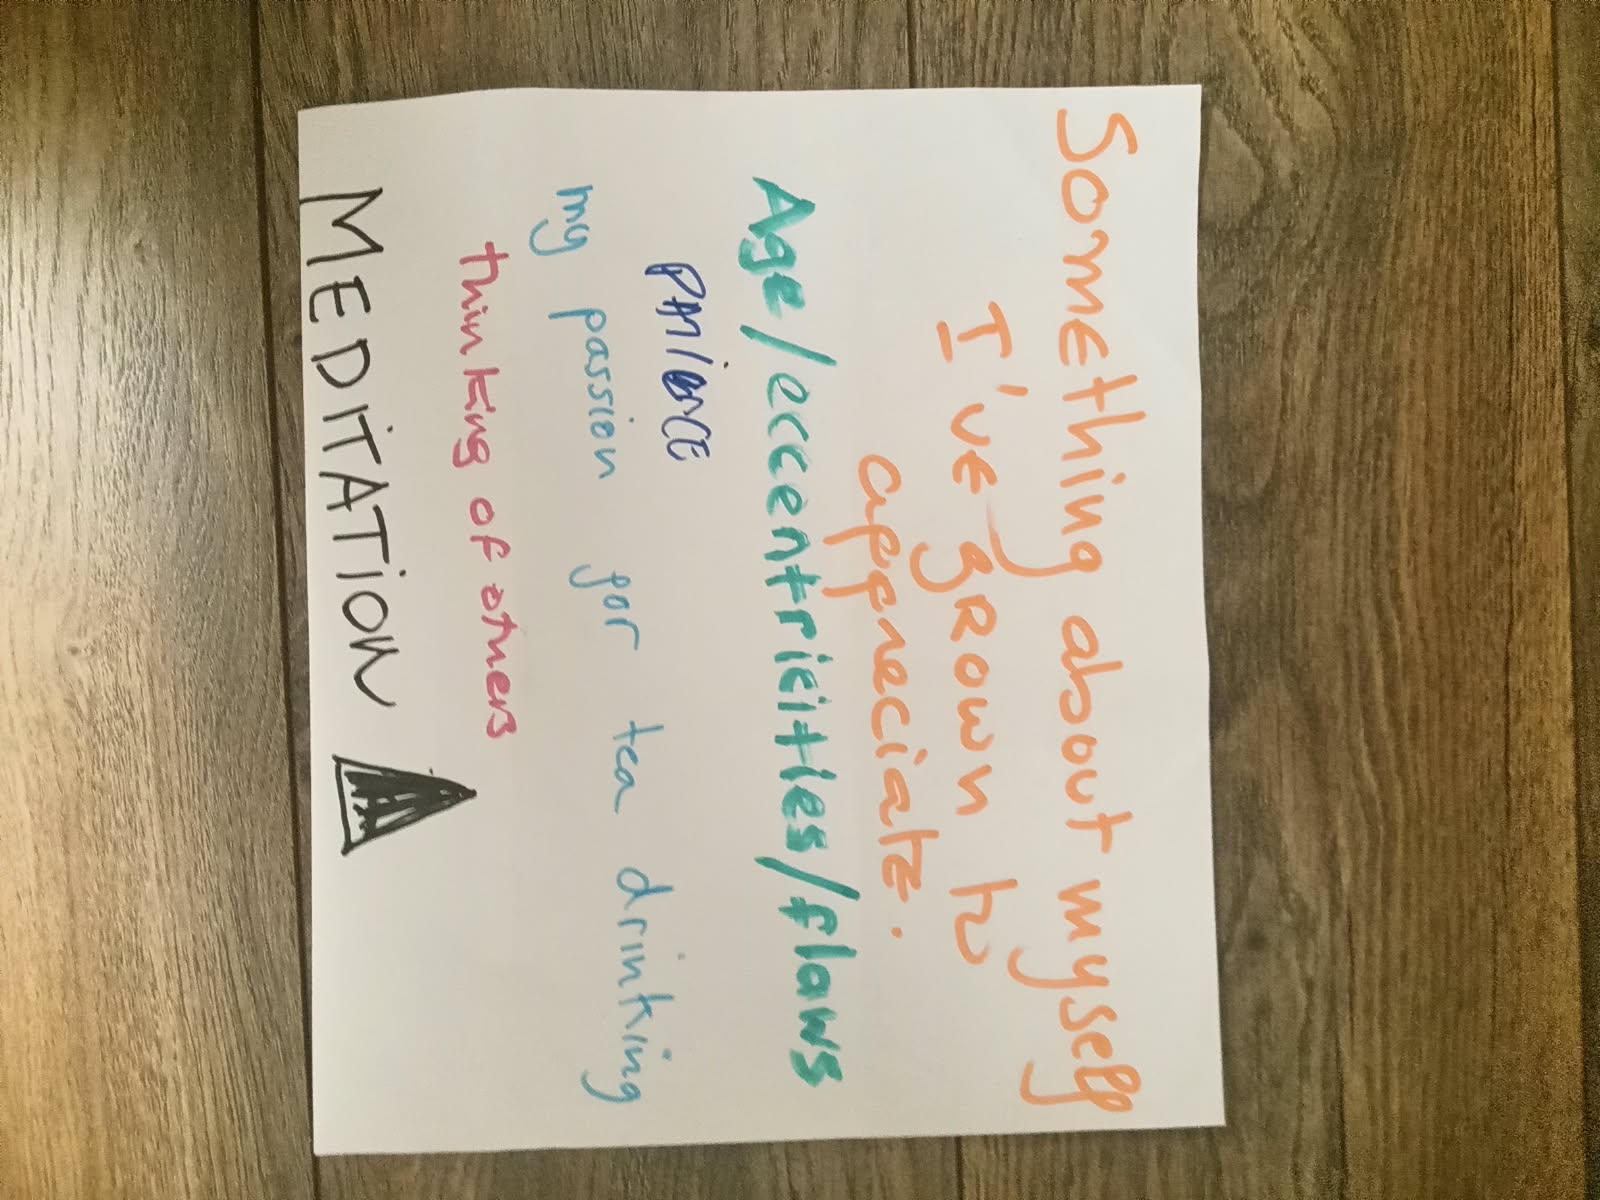 Something about myself
I've grown to
appreciate.
Age/eccentricities/flaws
PATIENCE
my passion for tea drinking
thinking of others
MEDITATION